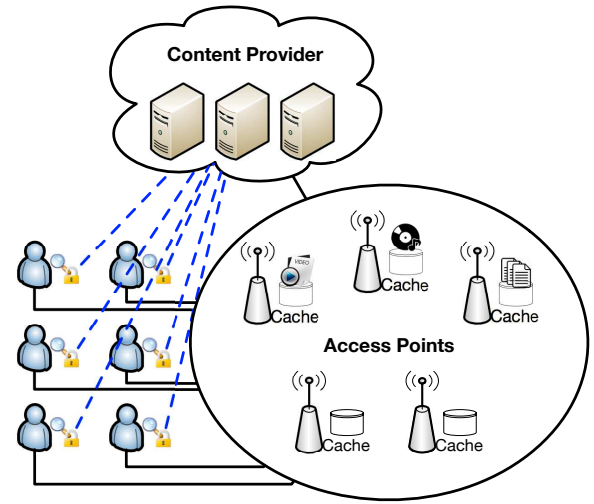 Content Provider
VIDEO
Cache
Cache
Cache
Access Points
Cache
Cache